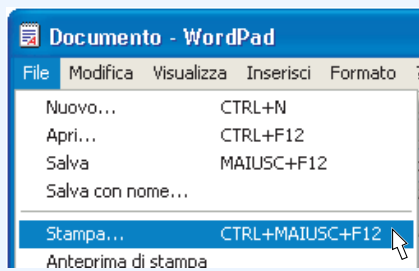 Documento - WordPad
File Modifica Visualizza Inserisci Formato
Nuovo... CTRL+N
Apri... CTRL+F12
Salva MAIUSC+F12
Salva con nome...
Stampa... CTRL+MAIUSC+F12
Anteprima di stampa